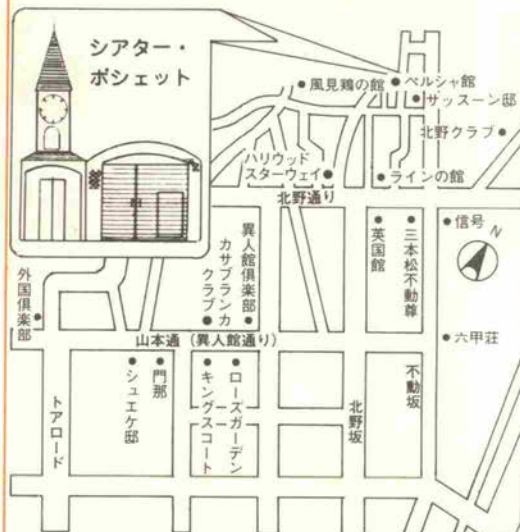 シアター・
ポシェット
風見鶏の館
ペルシャ館
サッスーン邸
北野クラブ
ハリウッド
スターウェイ
ラインの館
北野通り
信号
N
異人館倶楽部
カサブランカ
クラブ
英国館
三本松不動尊
外国倶楽部
山本通(異人館通り)
六甲荘
シュエケ邸
門那
キングスコート
ローズガーデン
北野坂
不動坂
トアロード